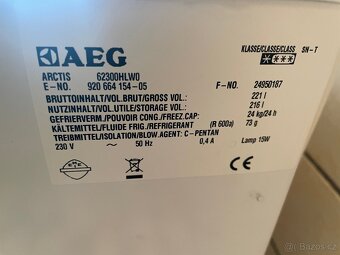 AEG
KLASSE/CLASSE/CLASS SN-T
ARCTIS 62300HLW0
E-NO. 920 664 154-05 F-NO. 24950187
BRUTTOINHALT/VOL.BRUT/GROSS VOL.: 221 l
NUTZINHALT/VOL.UTILE/STORAGE VOL.: 216 l
GEFRIERVERM./POUVOIR CONG./FREEZ.CAP: 24 kg/24 h
KÄLTEMITTEL/FLUIDE FRIG./REFRIGERANT (R 600a) 73 g
TREIBMITTEL/ISOLATION/BLOW.AGENT: C-PENTAN
230 V ~ 50 Hz 0,4 A Lamp 15W
CE
Bazos.cz